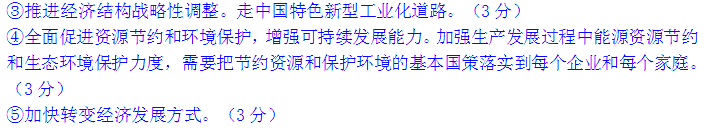 ③推进经济结构战略性调整。走中国特色新型工业化道路。（3 分）
④全面促进资源节约和环境保护，增强可持续发展能力。加强生产发展过程中能源资源节约
和生态环境保护力度，需要把节约资源和保护环境的基本国策落实到每个企业和每个家庭。
（3 分）
⑤加快转变经济发展方式。（3 分）